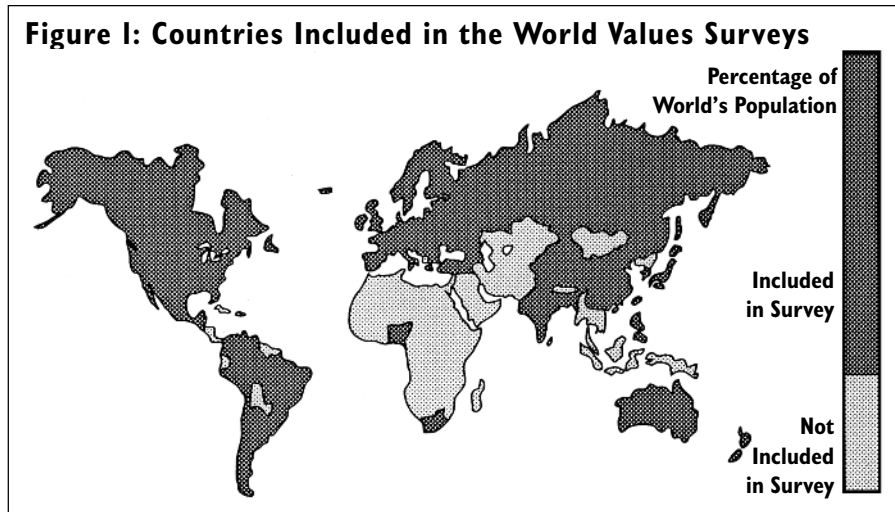 Figure 1: Countries Included in the World Values Surveys
Percentage of
World's Population
Included
in Survey
Not
Included
in Survey